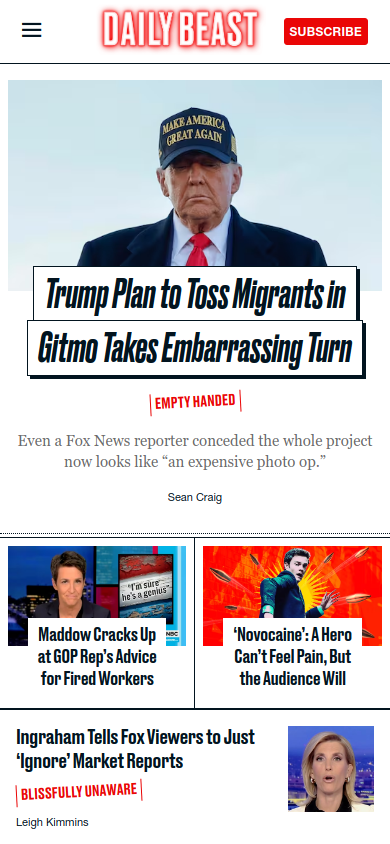 DAILY BEAST
SUBSCRIBE
MAKE AMERICA
GREAT AGAIN
Trump Plan to Toss Migrants in
Gitmo Takes Embarrassing Turn
EMPTY HANDED
Even a Fox News reporter conceded the whole project
now looks like “an expensive photo op.”
Sean Craig
"I'm sure
he's a genius"
NBC
Maddow Cracks Up
at GOP Rep’s Advice
for Fired Workers
‘Novocaine’: A Hero
Can’t Feel Pain, But
the Audience Will
Ingraham Tells Fox Viewers to Just
‘Ignore’ Market Reports
BLISSFULLY UNAWARE
Leigh Kimmins